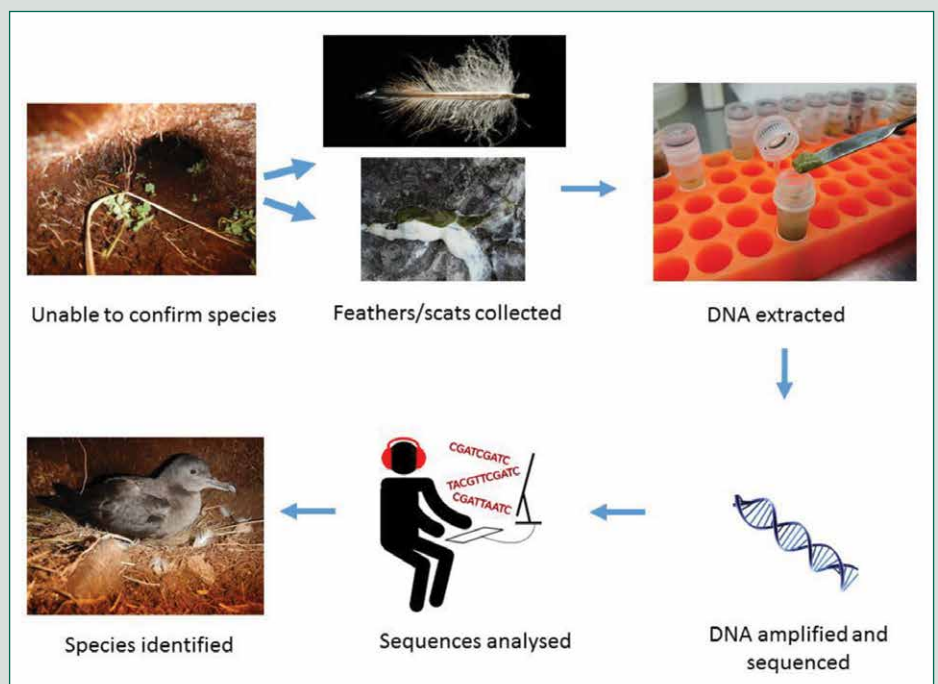 Unable to confirm species
Feathers/scats collected
DNA extracted
DNA amplified and
sequenced
CGATCGATC
TACGTTCGATC
CGATTAATC
Sequences analysed
Species identified